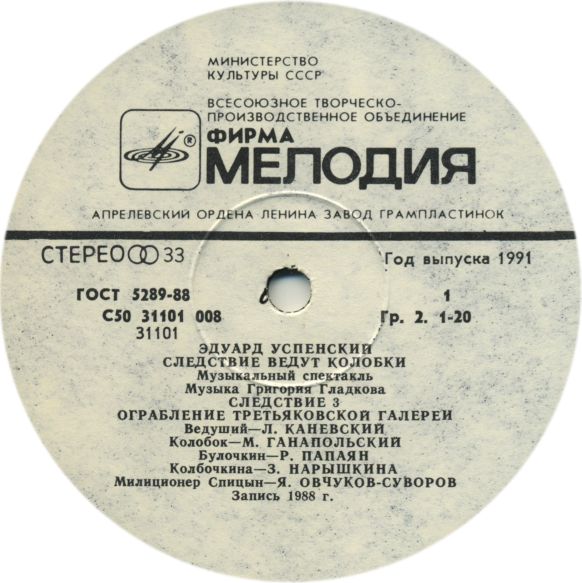 МИНИСТЕРСТВО
КУЛЬТУРЫ СССР
ВСЕСОЮЗНОЕ ТВОРЧЕСКО-
ПРОИЗВОДСТВЕННОЕ ОБЪЕДИНЕНИЕ
®
ФИРМА
МЕЛОДИЯ
АПРЕЛЕВСКИЙ ОРДЕНА ЛЕНИНА ЗАВОД ГРАМПЛАСТИНОК
СТЕРЕО 33
Год выпуска 1991
ГОСТ 5289-88
1
С50 31101 008
Гр. 2. 1-20
31101
ЭДУАРД УСПЕНСКИЙ
СЛЕДСТВИЕ ВЕДУТ КОЛОБКИ
Музыкальный спектакль
Музыка Григория Гладкова
СЛЕДСТВИЕ 3
ОГРАБЛЕНИЕ ТРЕТЬЯКОВСКОЙ ГАЛЕРЕИ
Ведуший—Л. КАНЕВСКИЙ
Колобок—М. ГАНАПОЛЬСКИЙ
Булочкин—Р. ПАПАЯН
Колбочкина—З. НАРЫШКИНА
Милиционер Спицын—Я. ОВЧУКОВ-СУВОРОВ
Запись 1988 г.